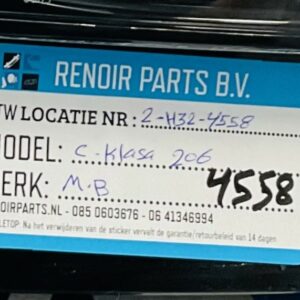 RENOIR PARTS B.V.
TW LOCATIE NR: 2-H32-4558
ODEL: C-Klasa 206
ERK: M.B
4558
OIRPARTS.NL - 085 0603676 - 06 41346994
LETOP: Na het verwijderen van de sticker vervalt de garantie/retourbeleid van 14 dagen